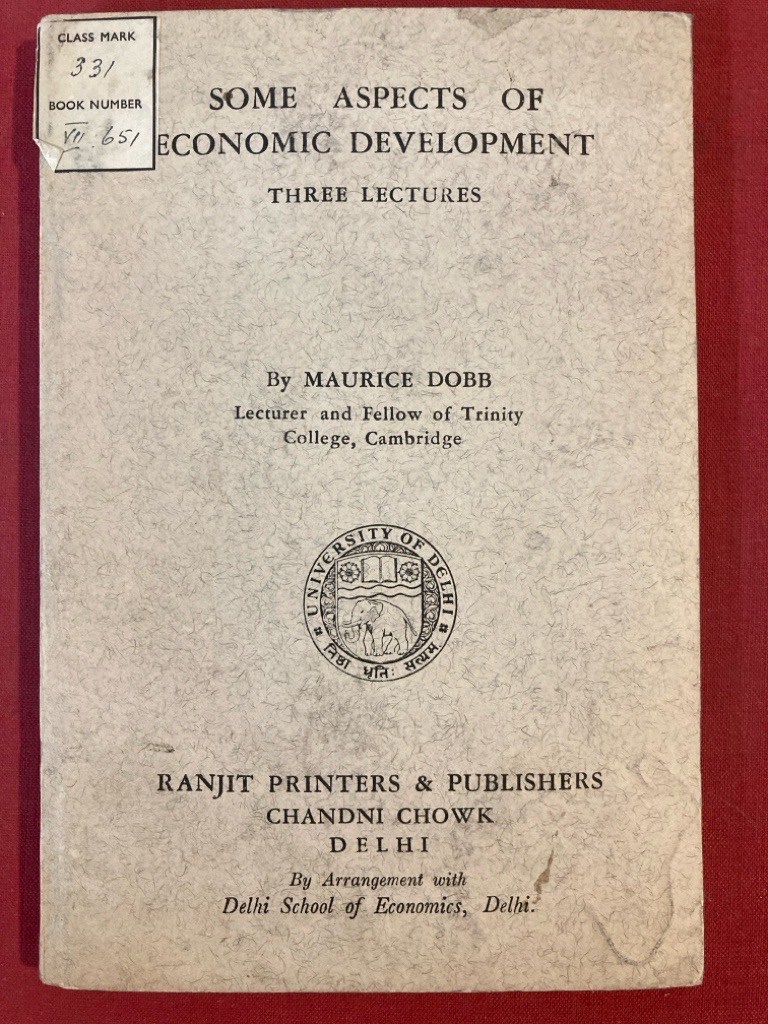 CLASS MARK
331
BOOK NUMBER
VII. 651
SOME ASPECTS OF
ECONOMIC DEVELOPMENT
THREE LECTURES
By MAURICE DOBB
Lecturer and Fellow of Trinity
College, Cambridge
UNIVERSITY OF DELHI
निष्ठा धृतिः सत्यम्
RANJIT PRINTERS & PUBLISHERS
CHANDNI CHOWK
DELHI
By Arrangement with
Delhi School of Economics, Delhi.